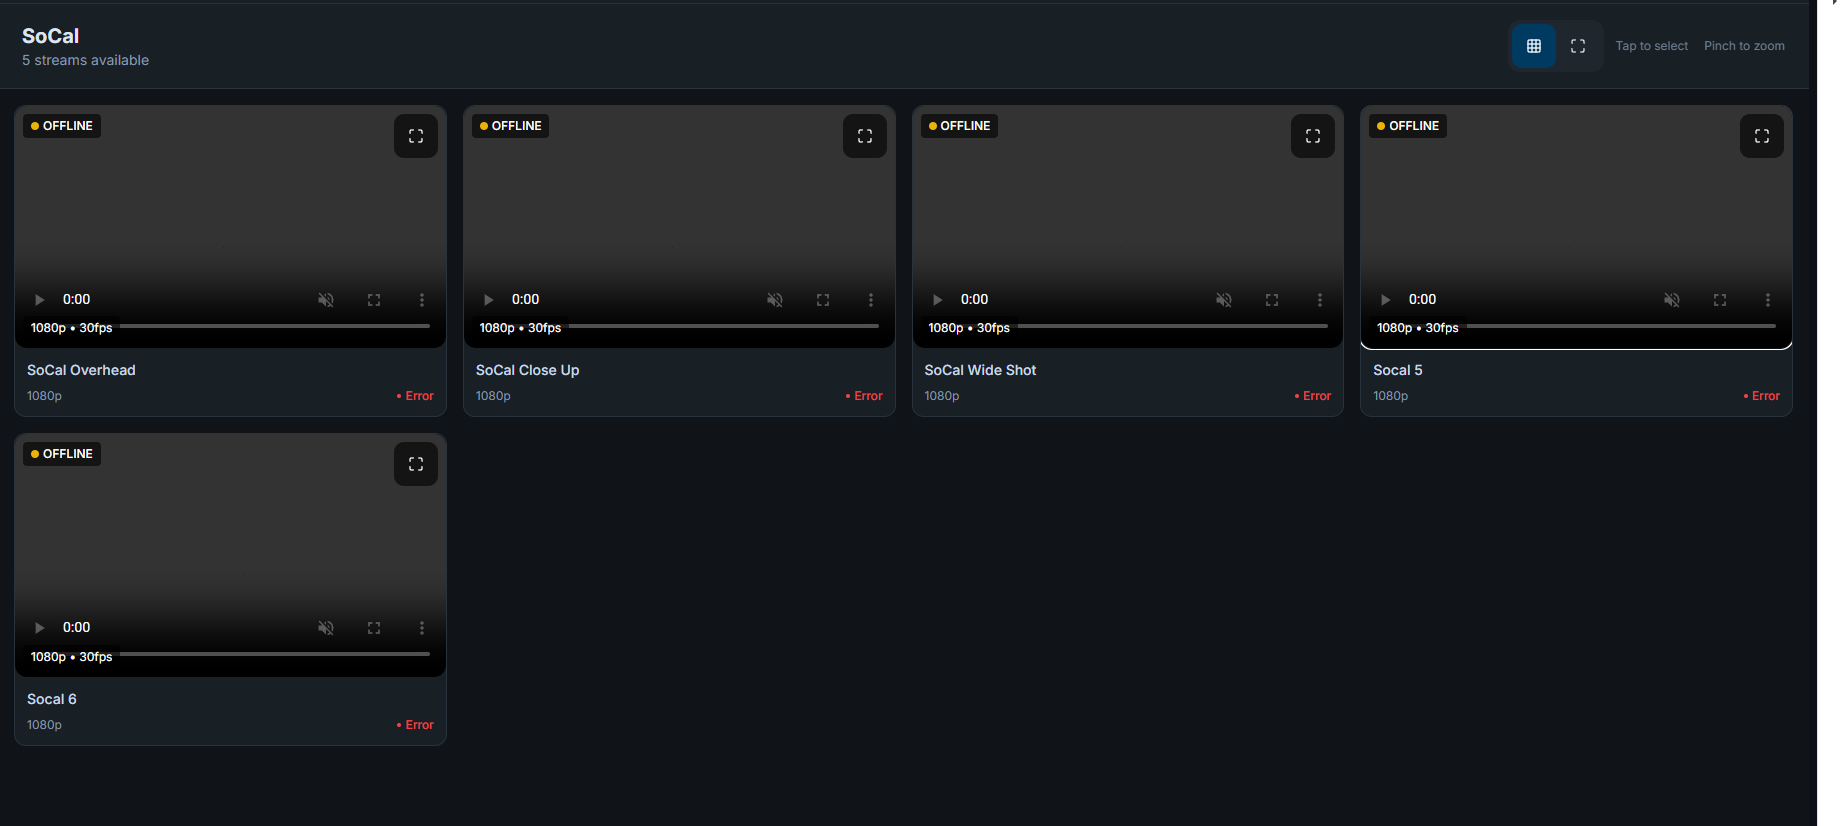 SoCal
5 streams available
Tap to select
Pinch to zoom
OFFLINE
0:00
1080p • 30fps
SoCal Overhead
1080p
• Error
OFFLINE
0:00
1080p • 30fps
SoCal Close Up
1080p
• Error
OFFLINE
0:00
1080p • 30fps
SoCal Wide Shot
1080p
• Error
OFFLINE
0:00
1080p • 30fps
Socal 5
1080p
• Error
OFFLINE
0:00
1080p • 30fps
Socal 6
1080p
• Error